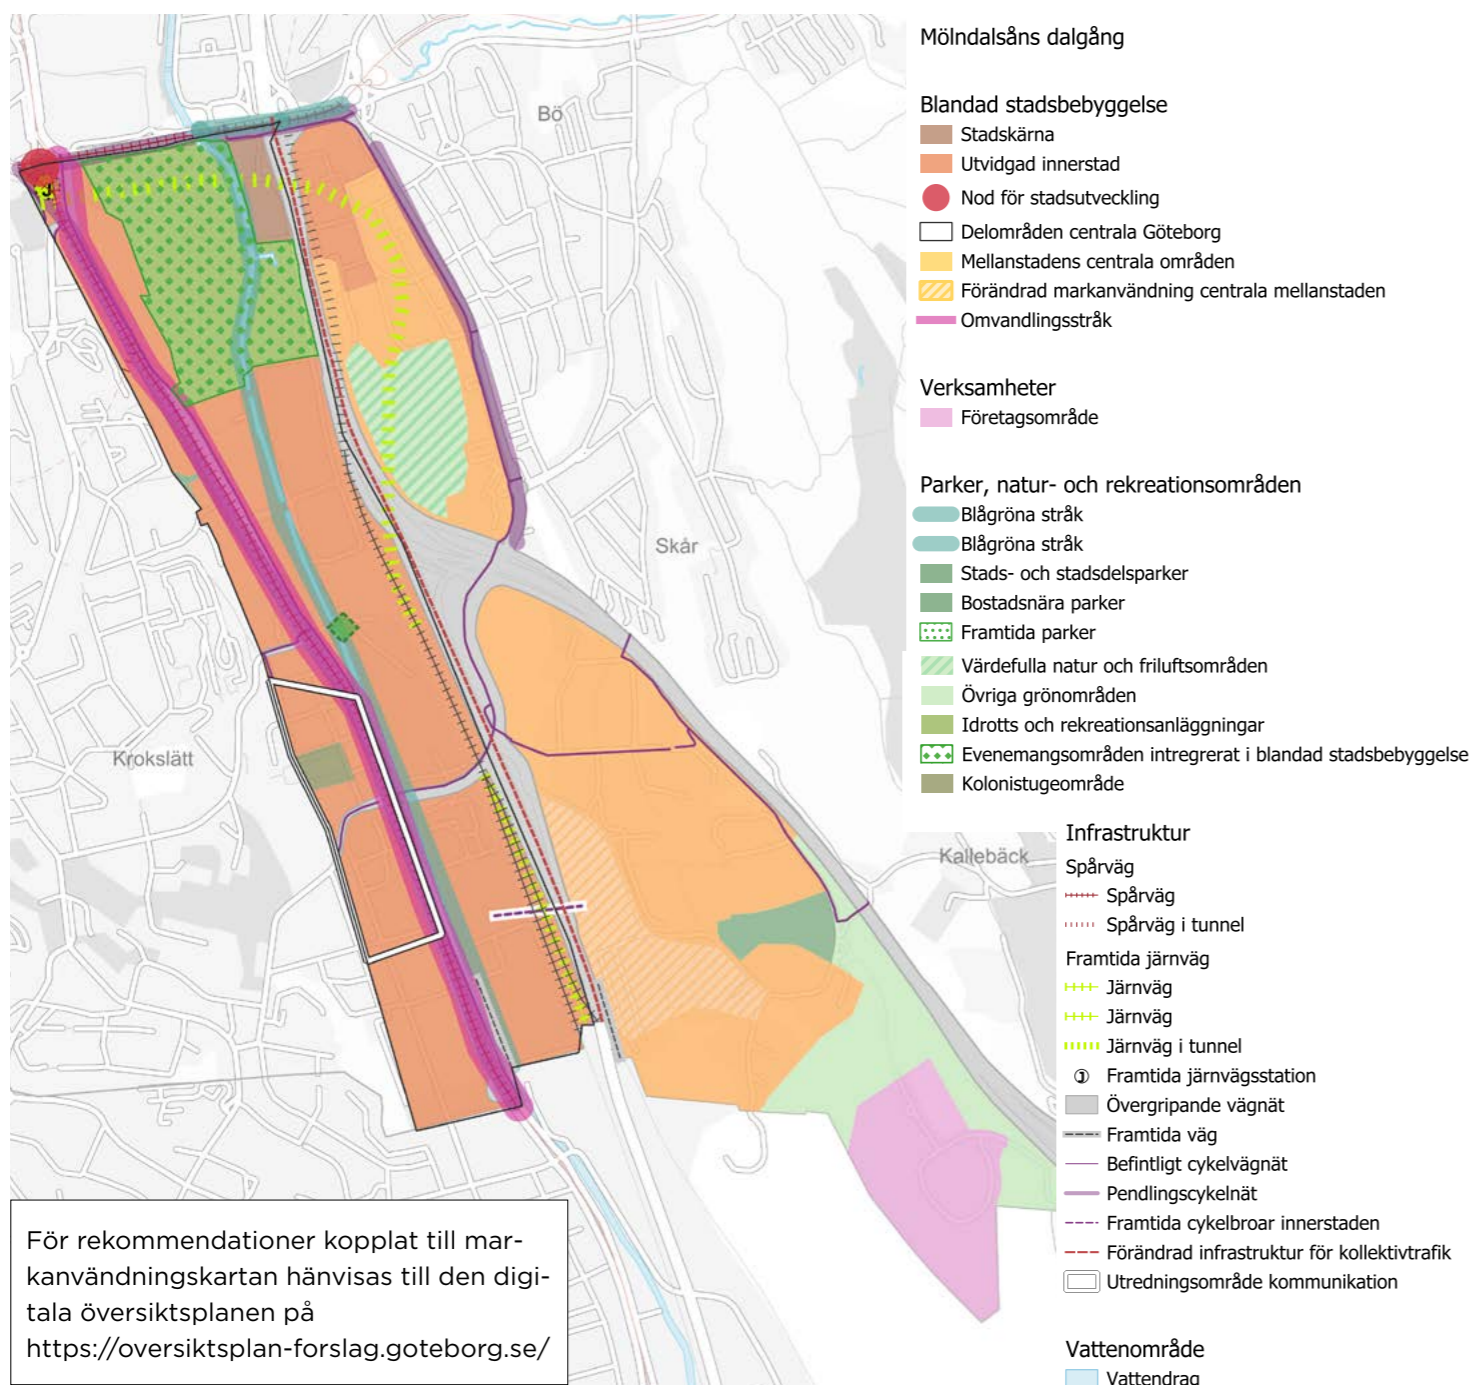 Mölndalsåns dalgång
Blandad stadsbebyggelse
Stadskärna
Utvidgad innerstad
Nod för stadsutveckling
Delområden centrala Göteborg
Mellanstadens centrala områden
Förändrad markanvändning centrala mellanstaden
Omvandlingsstråk
Verksamheter
Företagsområde
Parker, natur- och rekreationsområden
Blågröna stråk
Blågröna stråk
Stads- och stadsdelsparker
Bostadsnära parker
Framtida parker
Värdefulla natur och friluftsområden
Övriga grönområden
Idrotts och rekreationsanläggningar
Evenemangsområden intregrerat i blandad stadsbebyggelse
Kolonistugeområde
Infrastruktur
Spårväg
Spårväg
Spårväg i tunnel
Framtida järnväg
Järnväg
Järnväg
Järnväg i tunnel
Framtida järnvägsstation
Övergripande vägnät
Framtida väg
Befintligt cykelvägnät
Pendlingscykelnät
Framtida cykelbroar innerstaden
Förändrad infrastruktur för kollektivtrafik
Utredningsområde kommunikation
Vattenområde
Vattendrag
Bö
Skår
Krokslätt
Kallebäck
För rekommendationer kopplat till mar-
kanvändningskartan hänvisas till den digi-
tala översiktsplanen på
https://oversiktsplan-forslag.goteborg.se/